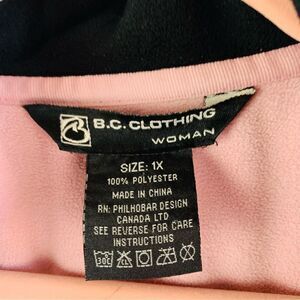 B.C. CLOTHING
WOMAN
SIZE: 1X
100% POLYESTER
MADE IN CHINA
RN: PHILHOBAR DESIGN
CANADA LTD
SEE REVERSE FOR CARE
INSTRUCTIONS
30C